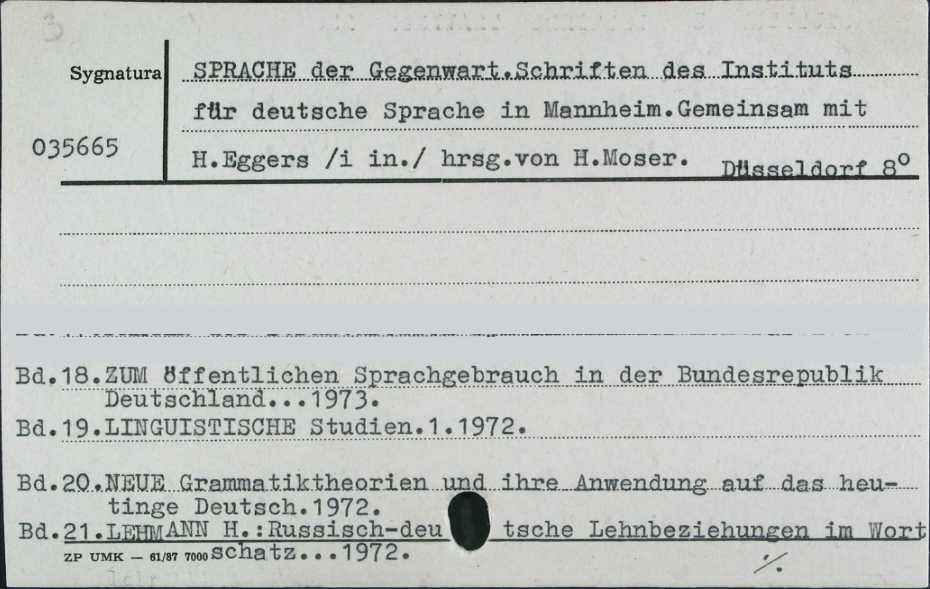 Sygnatura
SPRACHE der Gegenwart.Schriften des Instituts
für deutsche Sprache in Mannheim.Gemeinsam mit
035665
H.Eggers /i in./ hrsg.von H.Moser.
Düsseldorf 8°
Bd.18.ZUM öffentlichen Sprachgebrauch in der Bundesrepublik
Deutschland...1973.
Bd.19.LINGUISTISCHE Studien.1.1972.
Bd.20.NEUE Grammatiktheorien und ihre Anwendung auf das heu-
tinge Deutsch.1972.
Bd.21.LEHMANN H.:Russisch-deu tsche Lehnbeziehungen im Wort
ZP UMK — 61/87 7000 schatz...1972.
·/.